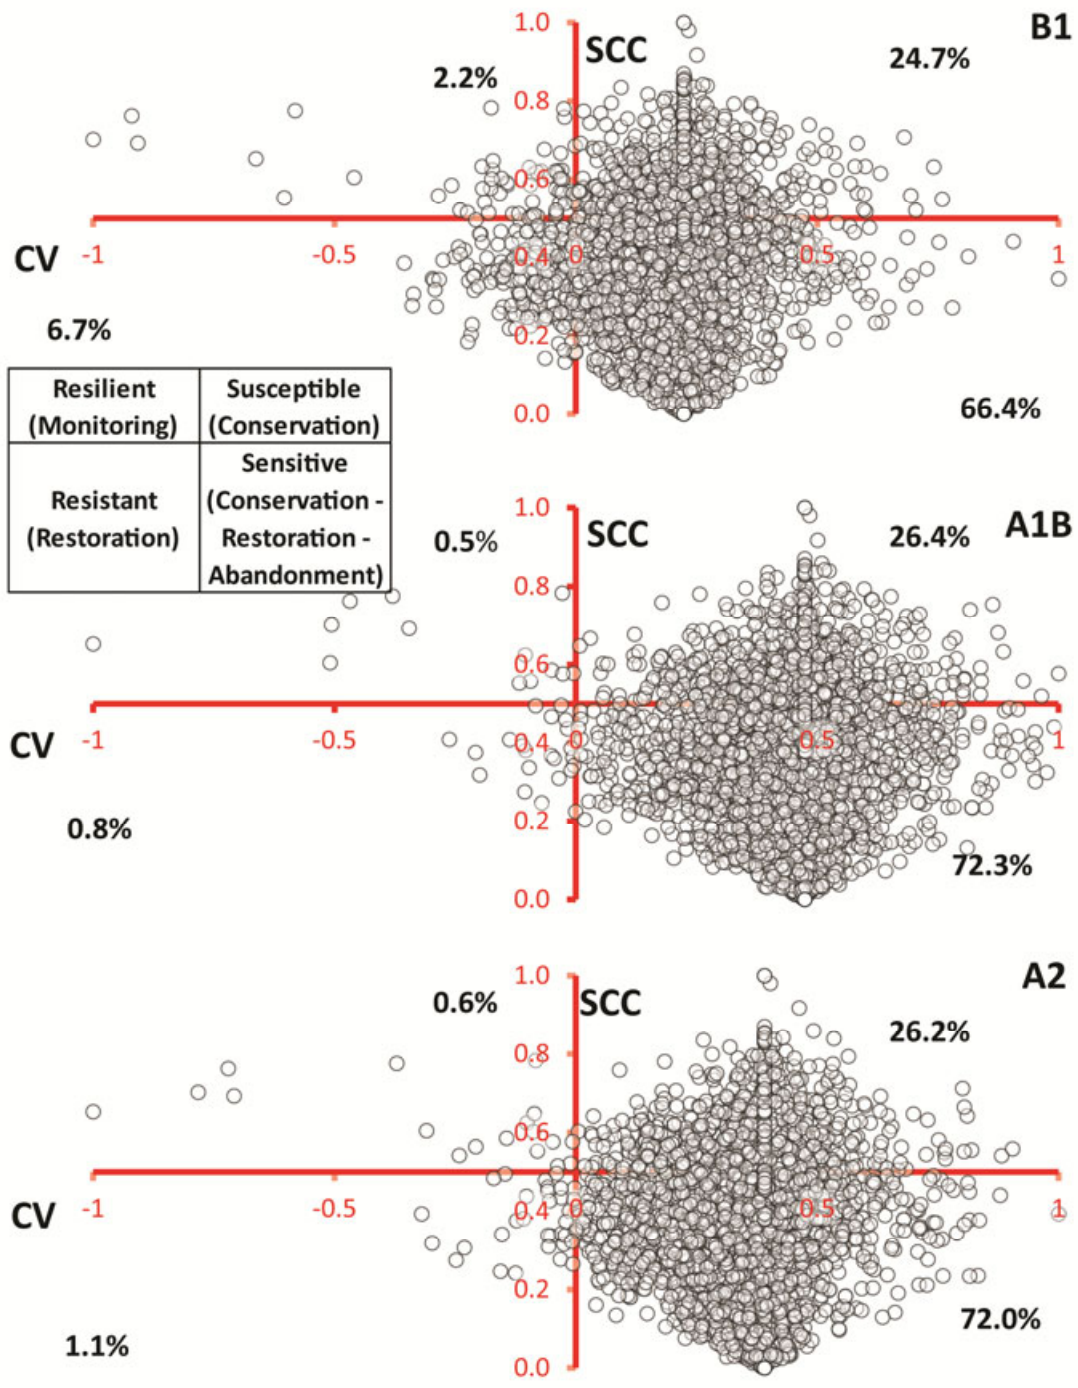 1.0
B1
SCC
24.7%
2.2%
0.8
0.6
CV
-1
-0.5
0.4
0
0.5
1
6.7%
0.2
0.0
66.4%
Resilient
(Monitoring)
Susceptible
(Conservation)
Resistant
(Restoration)
Sensitive
(Conservation -
Restoration -
Abandonment)
1.0
A1B
SCC
26.4%
0.5%
0.8
0.6
CV
-1
-0.5
0.4
0
0.5
1
0.8%
0.2
72.3%
0.0
1.0
A2
SCC
0.6%
26.2%
0.8
0.6
CV
-1
-0.5
0.4
0
0.5
1
0.2
1.1%
72.0%
0.0